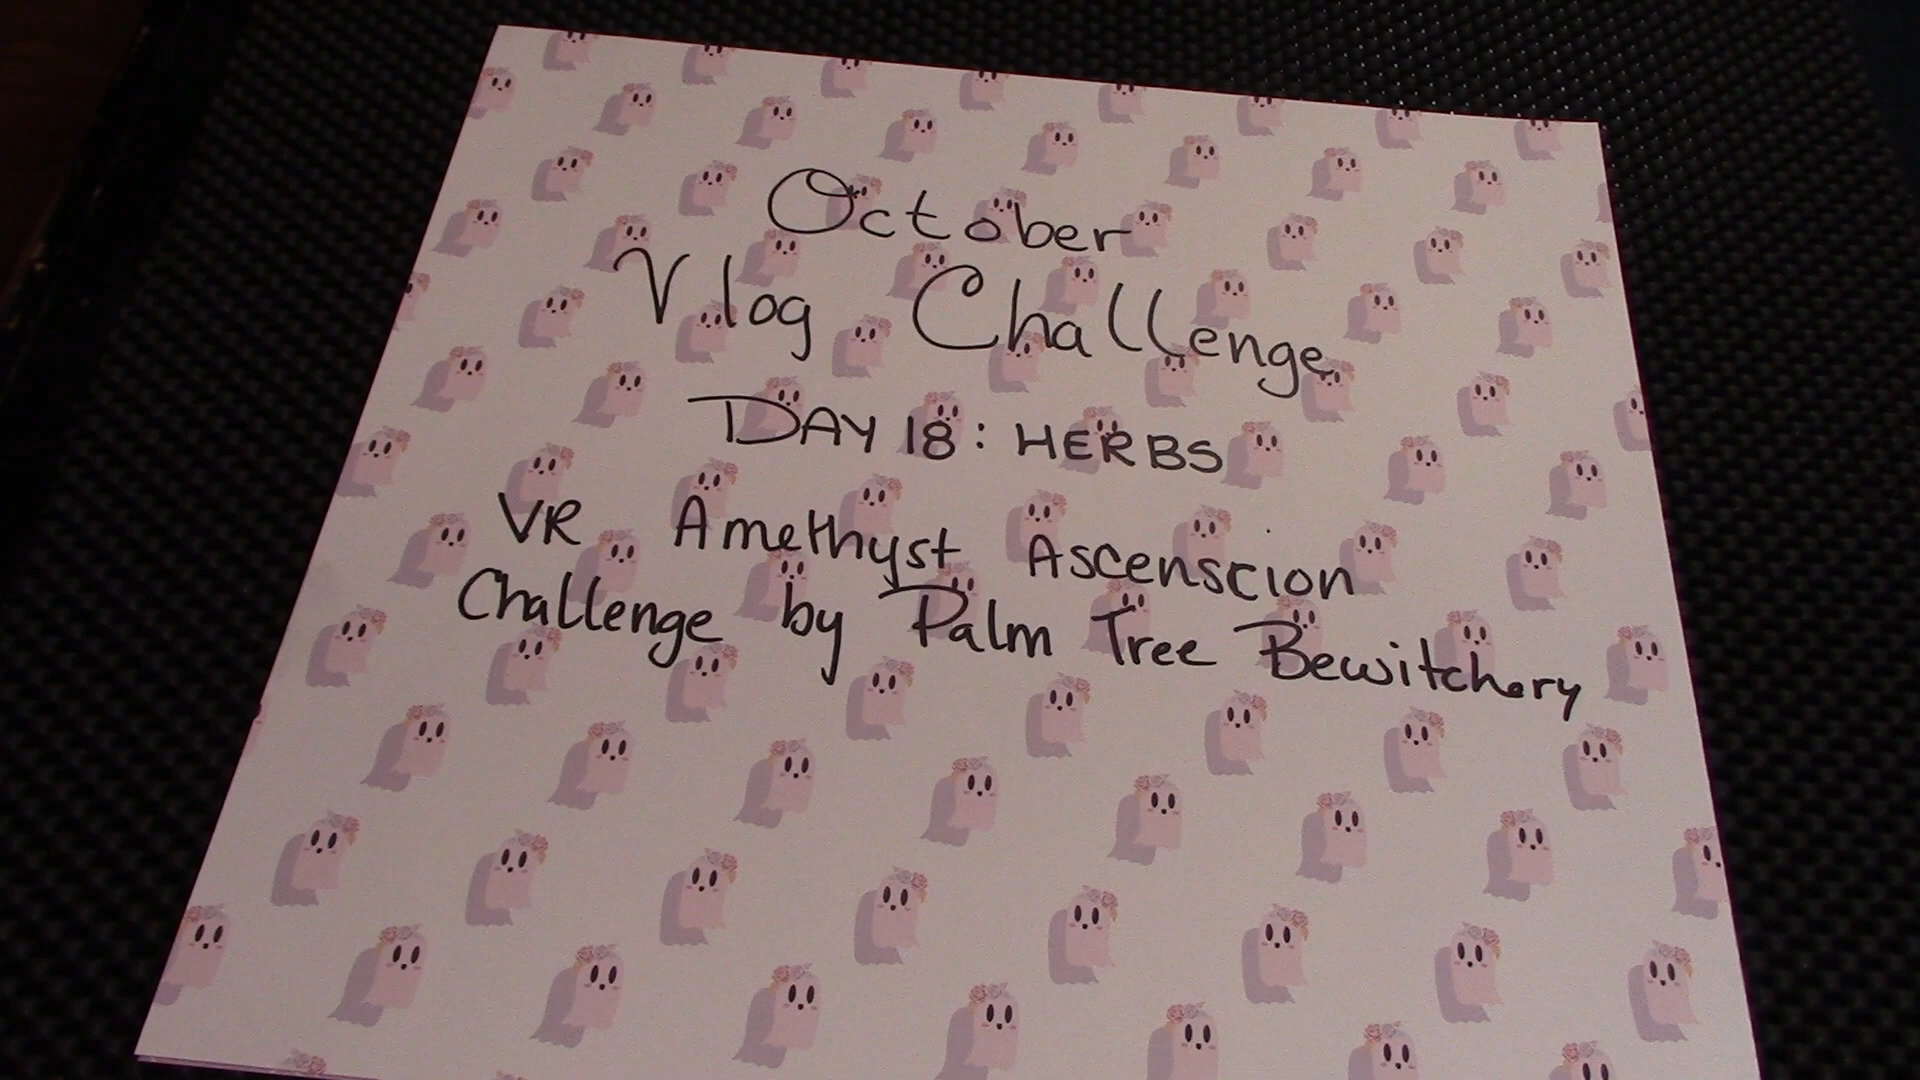 October
Vlog Challenge
DAY 18: HERBS
VR Amethyst Ascenscion
Challenge by Palm Tree Bewitchery